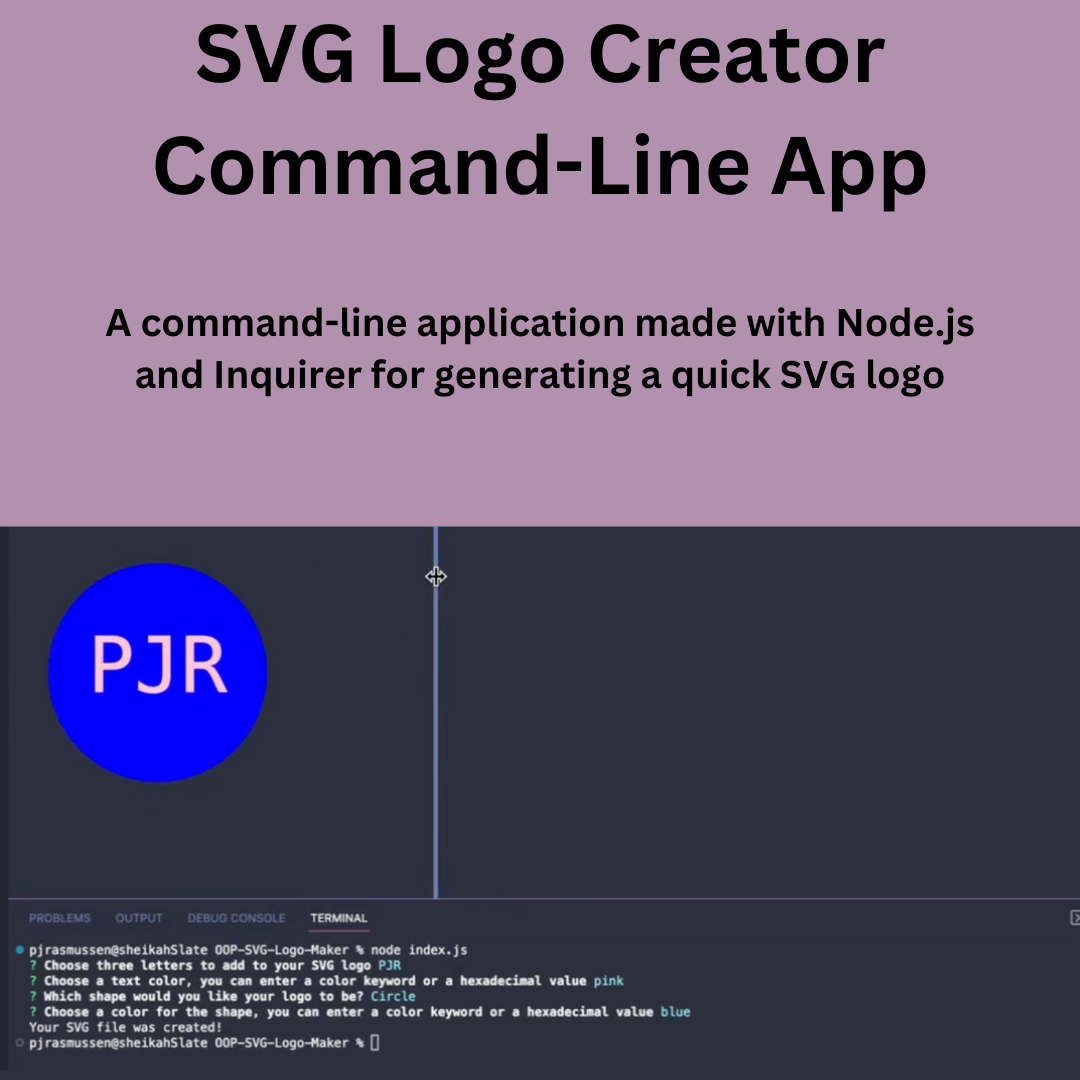 SVG Logo Creator
Command-Line App
A command-line application made with Node.js
and Inquirer for generating a quick SVG logo
PJR
PROBLEMS OUTPUT DEBUG CONSOLE TERMINAL
pjrasmussen@sheikahSlate OOP-SVG-Logo-Maker % node index.js
? Choose three letters to add to your SVG logo PJR
? Choose a text color, you can enter a color keyword or a hexadecimal value pink
? Which shape would you like your logo to be? Circle
? Choose a color for the shape, you can enter a color keyword or a hexadecimal value blue
Your SVG file was created!
pjrasmussen@sheikahSlate OOP-SVG-Logo-Maker %